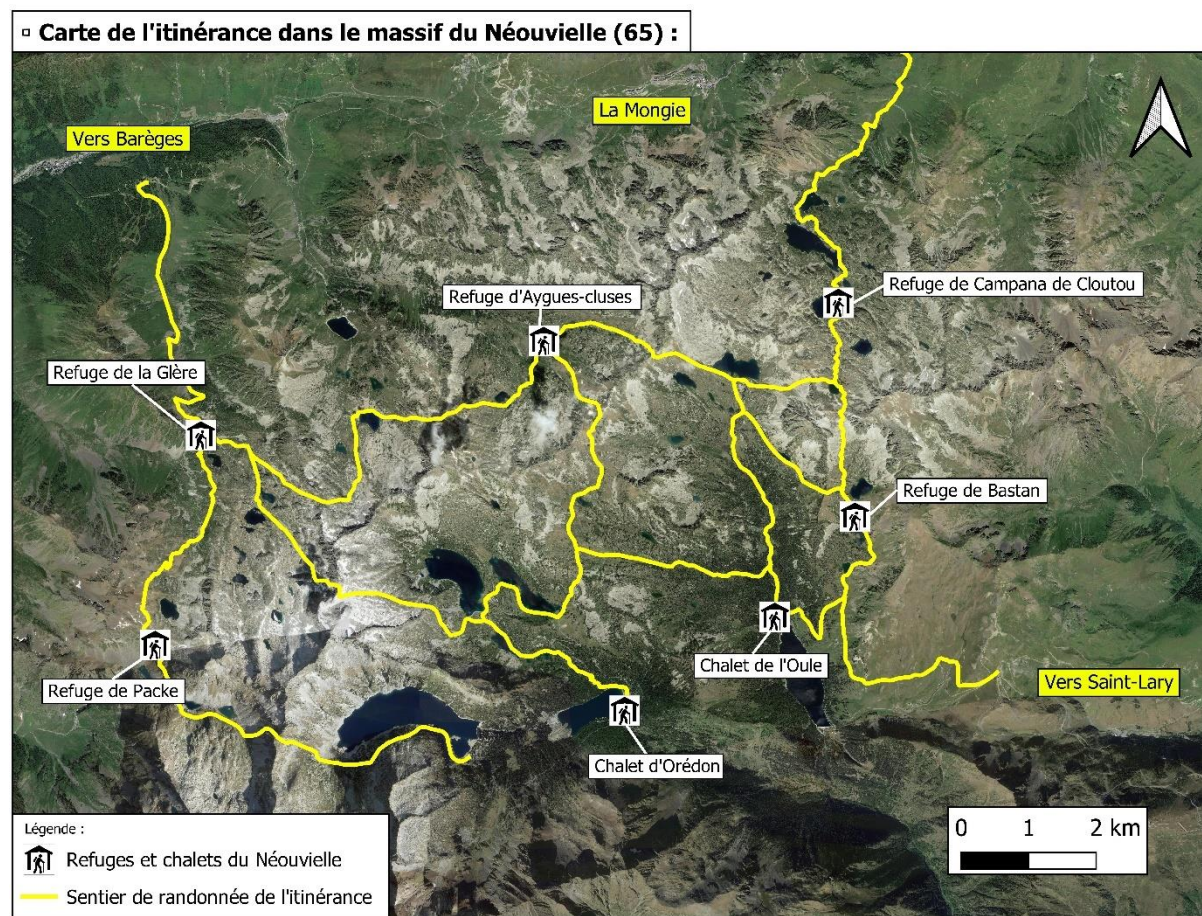 ▫ Carte de l'itinérance dans le massif du Néouvielle (65) :
La Mongie
Vers Barèges
Refuge de Campana de Cloutou
Refuge d'Aygues-cluses
Refuge de la Glère
Refuge de Bastan
Chalet de l'Oule
Vers Saint-Lary
Refuge de Packe
Chalet d'Orédon
Légende :
Refuges et chalets du Néouvielle
Sentier de randonnée de l'itinérance
0 1 2 km